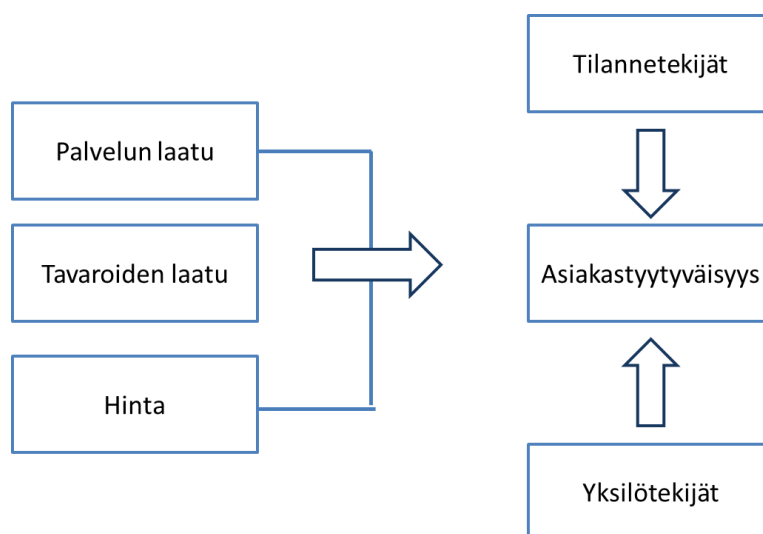 Palvelun laatu
Tavaroiden laatu
Hinta
Tilannetekijät
Asiakastyytyväisyys
Yksilötekijät